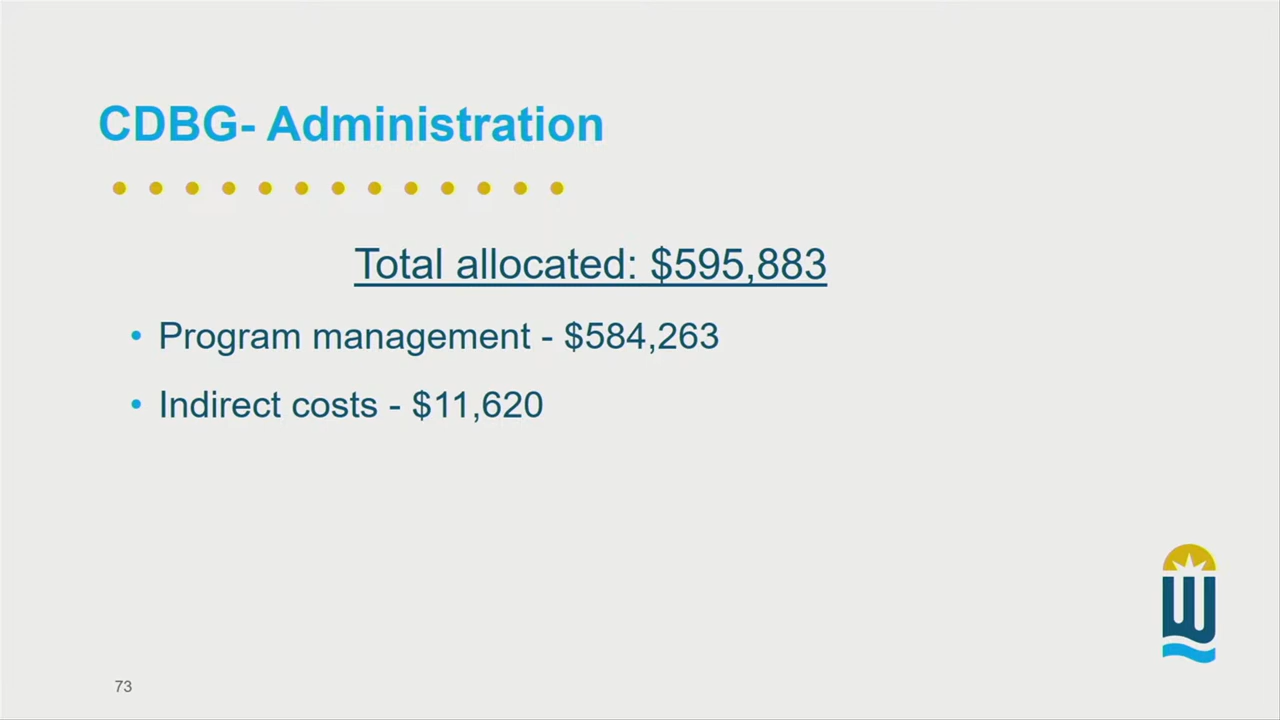 CDBG- Administration
Total allocated: $595,883
• Program management - $584,263
• Indirect costs - $11,620
73